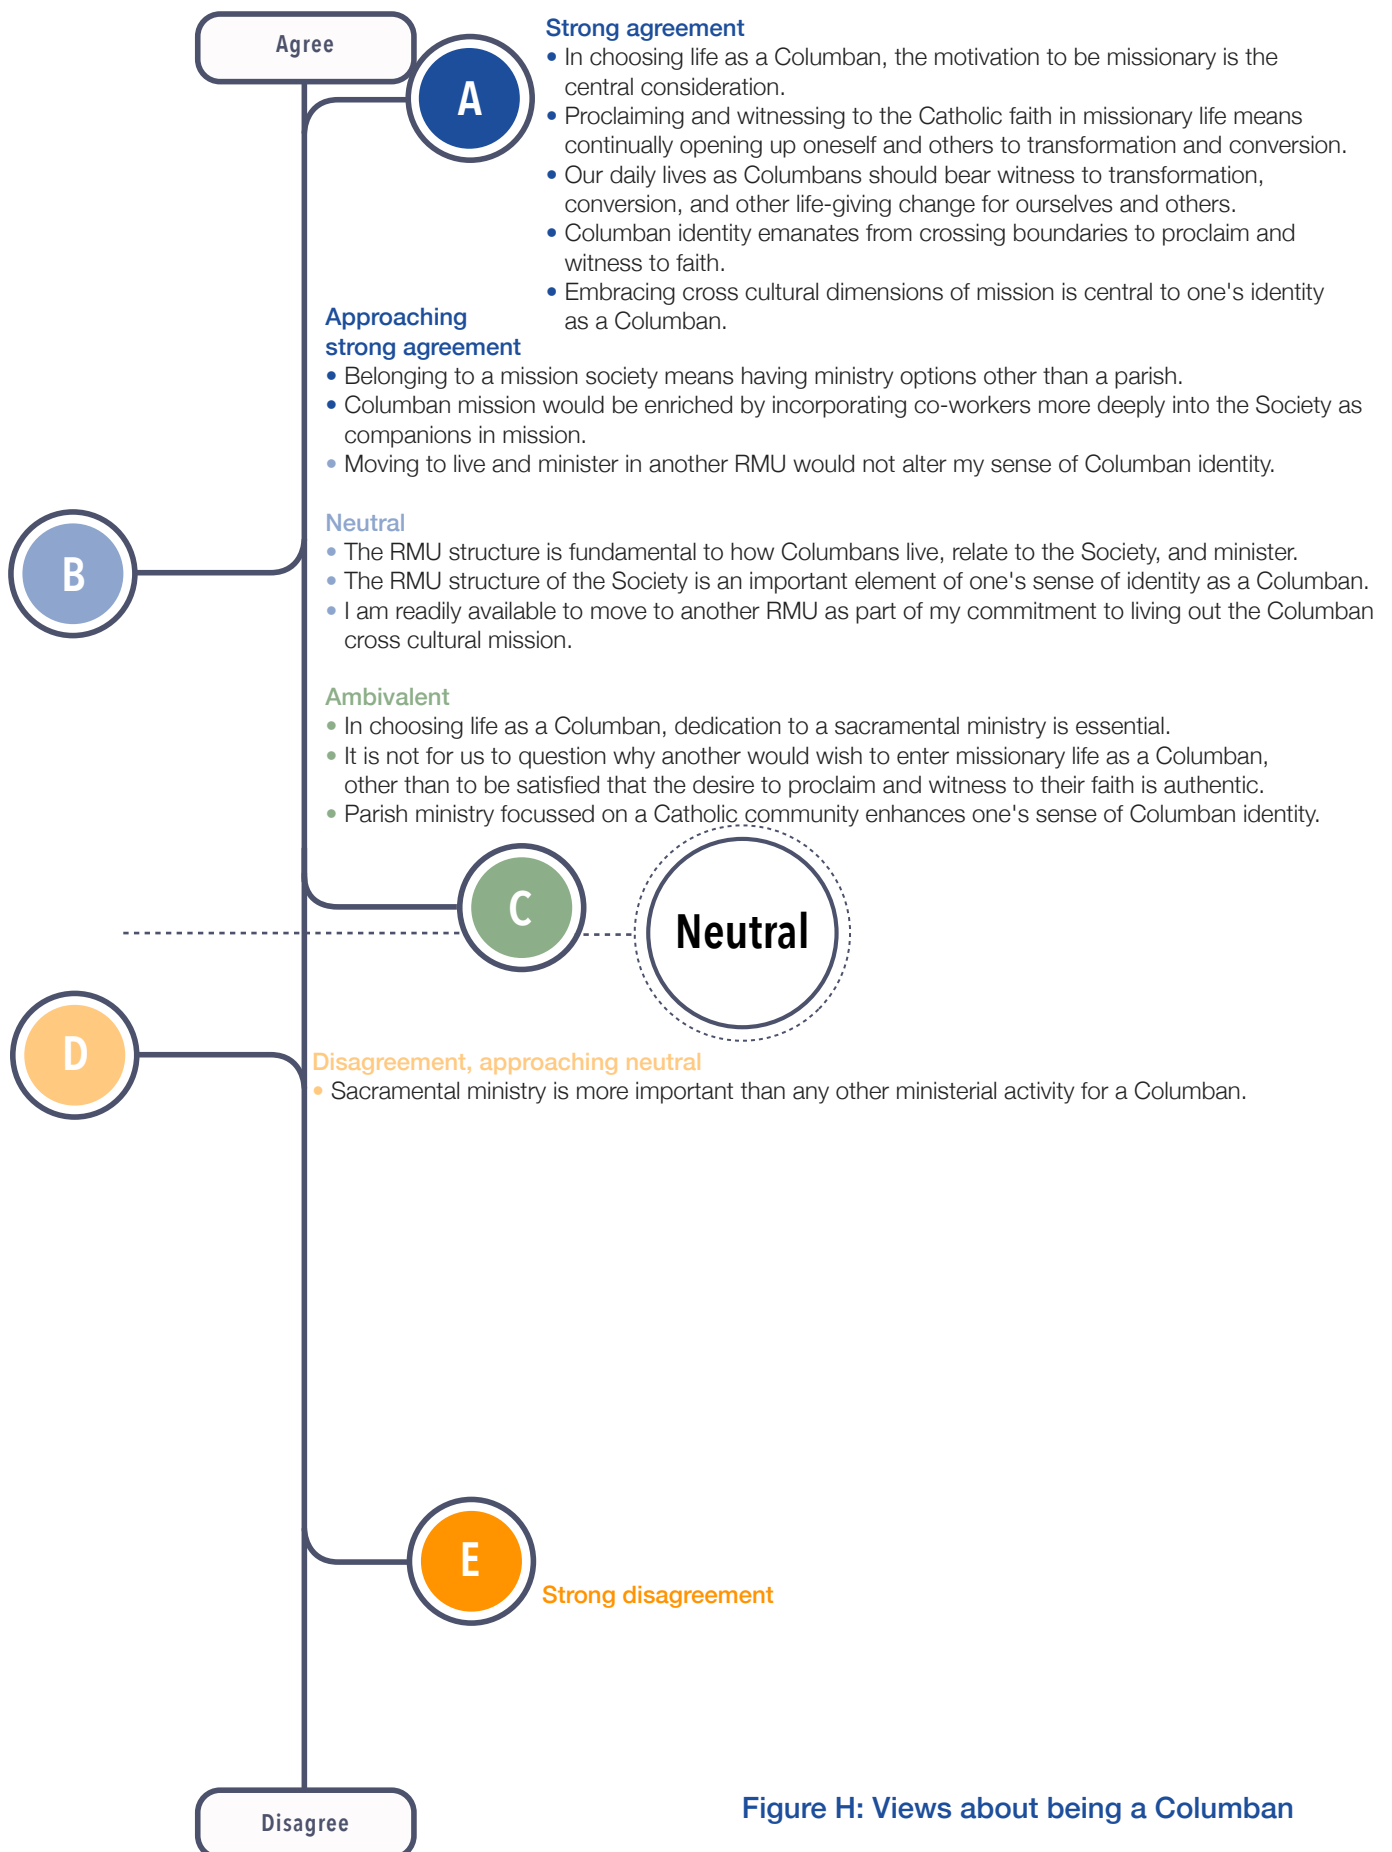 Agree
A
Strong agreement
• In choosing life as a Columban, the motivation to be missionary is the
central consideration.
• Proclaiming and witnessing to the Catholic faith in missionary life means
continually opening up oneself and others to transformation and conversion.
• Our daily lives as Columbans should bear witness to transformation,
conversion, and other life-giving change for ourselves and others.
• Columban identity emanates from crossing boundaries to proclaim and
witness to faith.
• Embracing cross cultural dimensions of mission is central to one's identity
as a Columban.
Approaching
strong agreement
• Belonging to a mission society means having ministry options other than a parish.
• Columban mission would be enriched by incorporating co-workers more deeply into the Society as
companions in mission.
• Moving to live and minister in another RMU would not alter my sense of Columban identity.
B
Neutral
• The RMU structure is fundamental to how Columbans live, relate to the Society, and minister.
• The RMU structure of the Society is an important element of one's sense of identity as a Columban.
• I am readily available to move to another RMU as part of my commitment to living out the Columban
cross cultural mission.
Ambivalent
• In choosing life as a Columban, dedication to a sacramental ministry is essential.
• It is not for us to question why another would wish to enter missionary life as a Columban,
other than to be satisfied that the desire to proclaim and witness to their faith is authentic.
• Parish ministry focussed on a Catholic community enhances one's sense of Columban identity.
C
Neutral
D
Disagreement, approaching neutral
• Sacramental ministry is more important than any other ministerial activity for a Columban.
E
Strong disagreement
Disagree
Figure H: Views about being a Columban